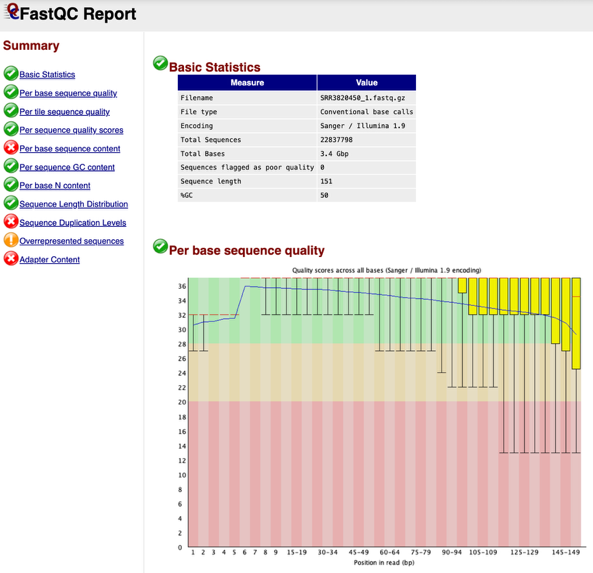 FastQC Report
Summary
Basic Statistics
Per base sequence quality
Per tile sequence quality
Per sequence quality scores
Per base sequence content
Per sequence GC content
Per base N content
Sequence Length Distribution
Sequence Duplication Levels
Overrepresented sequences
Adapter Content
Basic Statistics
Measure Value
Filename SRR3820450_1.fastq.gz
File type Conventional base calls
Encoding Sanger / Illumina 1.9
Total Sequences 22837798
Total Bases 3.4 Gbp
Sequences flagged as poor quality 0
Sequence length 151
%GC 50
Per base sequence quality
Quality scores across all bases (Sanger / Illumina 1.9 encoding)
36
34
32
30
28
26
24
22
20
18
16
14
12
10
8
6
4
2
0
1 2 3 4 5 6 7 8 9 15-19 30-34 45-49 60-64 75-79 90-94 105-109 125-129 145-149
Position in read (bp)